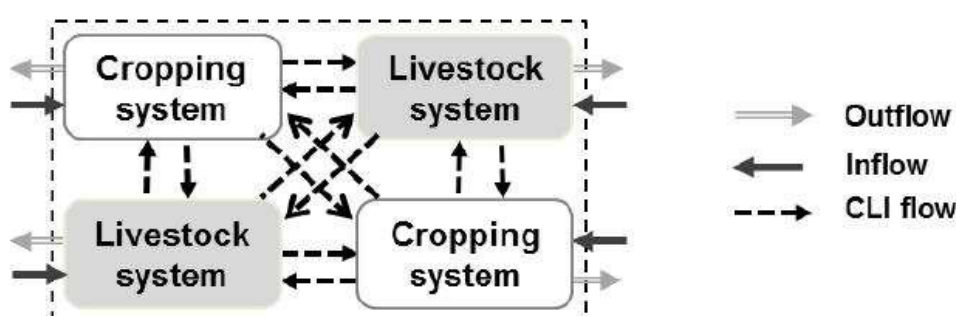 Cropping
system
Livestock
system
Livestock
system
Cropping
system
Outflow
Inflow
CLI flow